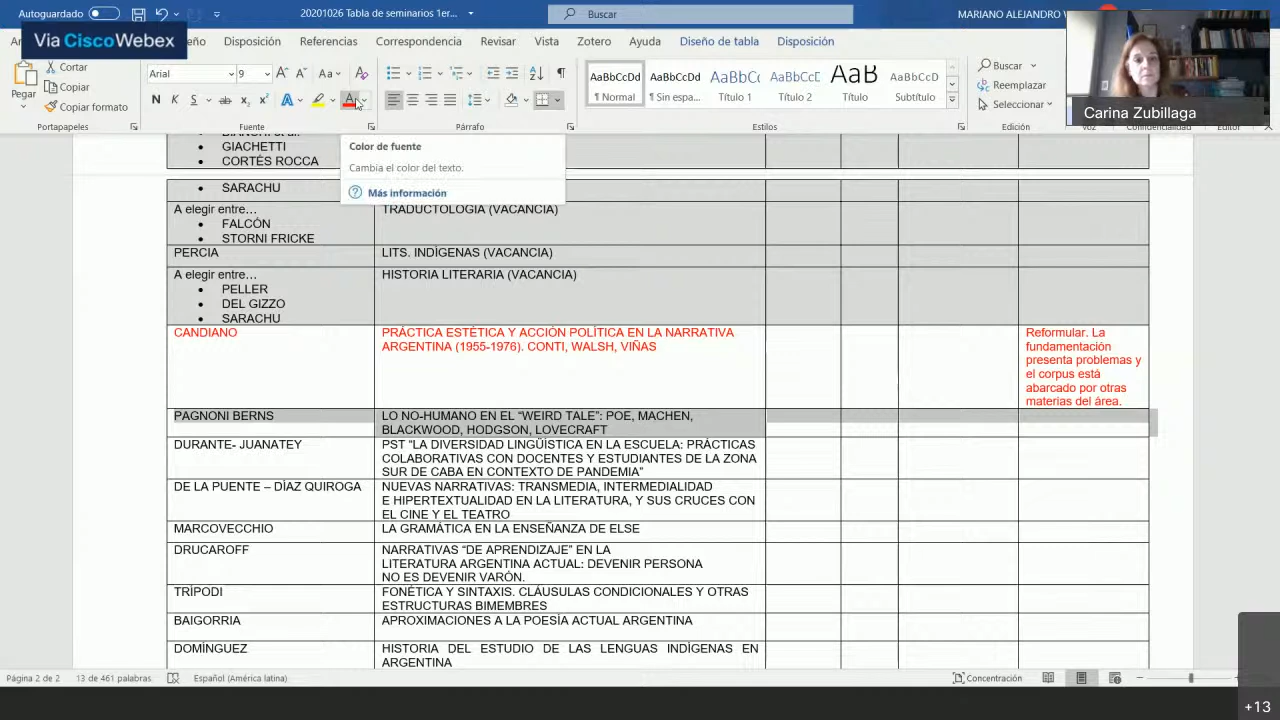 Autoguardado
20201026 Tabla de seminarios 1er...
Buscar
MARIANO ALEJANDRO
Vía CiscoWebex
Disposición
Referencias
Correspondencia
Revisar
Vista
Zotero
Ayuda
Diseño de tabla
Disposición
Pegar
Cortar
Copiar
Copiar formato
Portapapeles
Arial
9
N K S ab x₂ x²
Fuente
Párrafo
AaBbCcDd
¶ Normal
AaBbCcDd
¶ Sin espa...
AaBbCc
Título 1
AaBbCcD
Título 2
AaB
Título
AaBbCcD
Subtítulo
Estilos
Buscar
Reemplazar
Seleccionar
Edición
Carina Zubillaga
Color de fuente
Cambia el color del texto.
Más información
GIACHETTI
CORTÉS ROCCA
SARACHU
A elegir entre…
FALCÓN
STORNI FRICKE
TRADUCTOLOGÍA (VACANCIA)
PERCIA
LITS. INDÍGENAS (VACANCIA)
A elegir entre…
PELLER
DEL GIZZO
SARACHU
HISTORIA LITERARIA (VACANCIA)
CANDIANO
PRÁCTICA ESTÉTICA Y ACCIÓN POLÍTICA EN LA NARRATIVA
ARGENTINA (1955-1976). CONTI, WALSH, VIÑAS
Reformular. La
fundamentación
presenta problemas y
el corpus está
abarcado por otras
materias del área.
PAGNONI BERNS
LO NO-HUMANO EN EL “WEIRD TALE”: POE, MACHEN,
BLACKWOOD, HODGSON, LOVECRAFT
DURANTE- JUANATEY
PST “LA DIVERSIDAD LINGÜÍSTICA EN LA ESCUELA: PRÁCTICAS
COLABORATIVAS CON DOCENTES Y ESTUDIANTES DE LA ZONA
SUR DE CABA EN CONTEXTO DE PANDEMIA”
DE LA PUENTE – DÍAZ QUIROGA
NUEVAS NARRATIVAS: TRANSMEDIA, INTERMEDIALIDAD
E HIPERTEXTUALIDAD EN LA LITERATURA, Y SUS CRUCES CON
EL CINE Y EL TEATRO
MARCOVECCHIO
LA GRAMÁTICA EN LA ENSEÑANZA DE ELSE
DRUCAROFF
NARRATIVAS “DE APRENDIZAJE” EN LA
LITERATURA ARGENTINA ACTUAL: DEVENIR PERSONA
NO ES DEVENIR VARÓN.
TRÍPODI
FONÉTICA Y SINTAXIS. CLÁUSULAS CONDICIONALES Y OTRAS
ESTRUCTURAS BIMEMBRES
BAIGORRIA
APROXIMACIONES A LA POESÍA ACTUAL ARGENTINA
DOMÍNGUEZ
HISTORIA DEL ESTUDIO DE LAS LENGUAS INDÍGENAS EN
ARGENTINA
Página 2 de 2
13 de 461 palabras
Español (América latina)
Concentración
+13